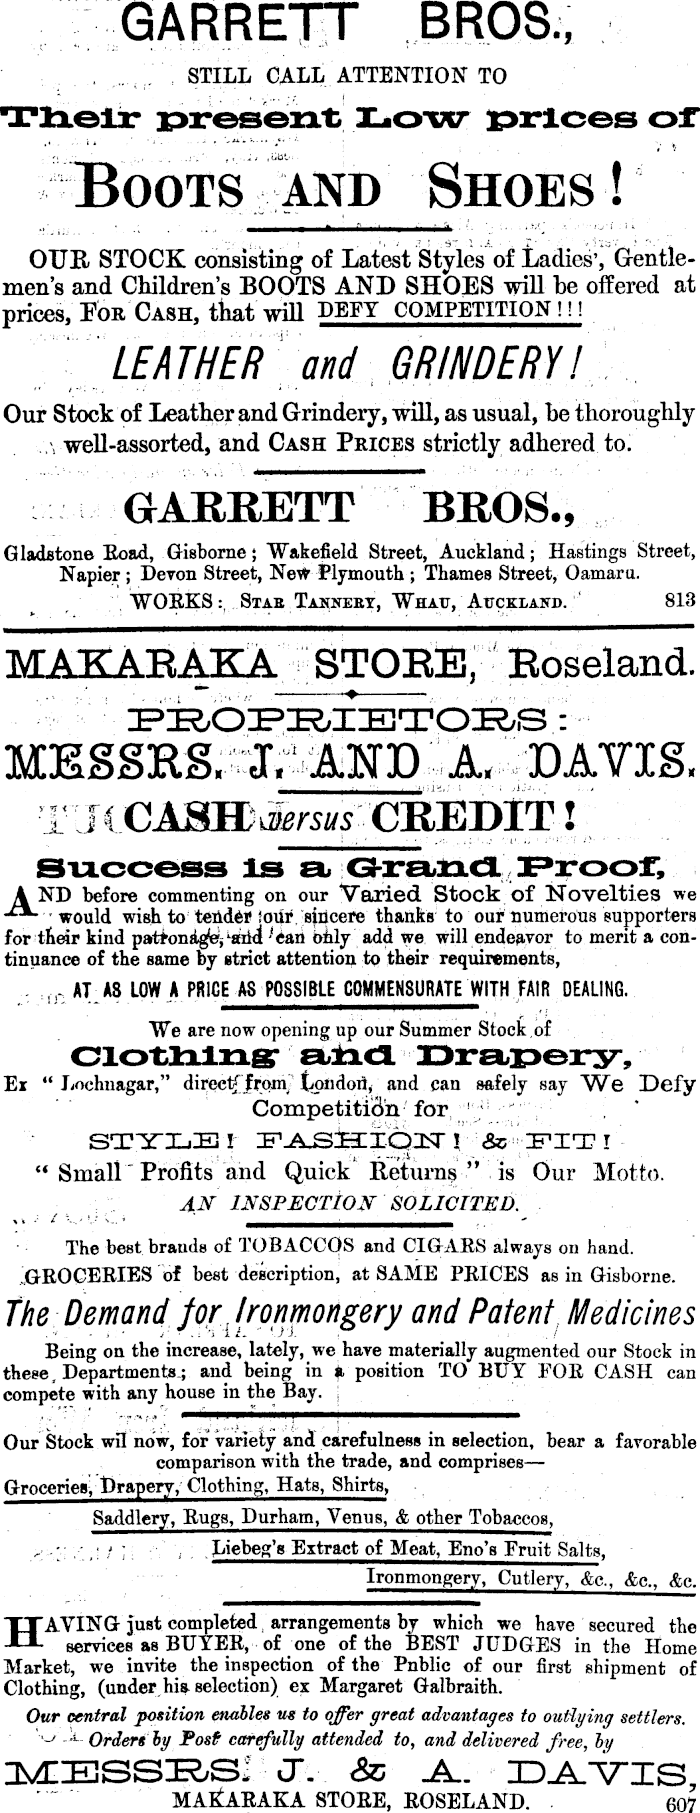 GARRETT BROS.,
STILL CALL ATTENTION TO
Their present Low prices of
BOOTS AND SHOES!
OUR STOCK consisting of Latest Styles of Ladies', Gentle-
men's and Children's BOOTS AND SHOES will be offered at
prices, FOR CASH, that will DEFY COMPETITION!!!
LEATHER and GRINDERY!
Our Stock of Leather and Grindery, will, as usual, be thoroughly
well-assorted, and CASH PRICES strictly adhered to.
GARRETT BROS.,
Gladstone Road, Gisborne; Wakefield Street, Auckland; Hastings Street,
Napier; Devon Street, New Plymouth; Thames Street, Oamaru.
WORKS: STAR TANNERY, WHAU, AUCKLAND. 813
MAKARAKA STORE, Roseland.
PROPRIETORS:
MESSRS. J. AND A. DAVIS.
CASH versus CREDIT!
Success is a Grand Proof,
AND before commenting on our Varied Stock of Novelties we
would wish to tender our sincere thanks to our numerous supporters
for their kind patronage, and can only add we will endeavor to merit a con-
tinuance of the same by strict attention to their requirements,
AT AS LOW A PRICE AS POSSIBLE COMMENSURATE WITH FAIR DEALING.
We are now opening up our Summer Stock of
Clothing and Drapery,
Ex "Lochnagar," direct from London, and can safely say We Defy
Competition for
STYLE! FASHION! & FIT!
"Small Profits and Quick Returns" is Our Motto.
AN INSPECTION SOLICITED.
The best brands of TOBACCOS and CIGARS always on hand.
GROCERIES of best description, at SAME PRICES as in Gisborne.
The Demand for Ironmongery and Patent Medicines
Being on the increase, lately, we have materially augmented our Stock in
these Departments; and being in a position TO BUY FOR CASH can
compete with any house in the Bay.
Our Stock wil now, for variety and carefulness in selection, bear a favorable
comparison with the trade, and comprises—
Groceries, Drapery, Clothing, Hats, Shirts,
Saddlery, Rugs, Durham, Venus, & other Tobaccos,
Liebeg's Extract of Meat, Eno's Fruit Salts,
Ironmongery, Cutlery, &c., &c., &c.
HAVING just completed arrangements by which we have secured the
services as BUYER, of one of the BEST JUDGES in the Home
Market, we invite the inspection of the Pnblic of our first shipment of
Clothing, (under his selection) ex Margaret Galbraith.
Our central position enables us to offer great advantages to outlying settlers.
Orders by Post carefully attended to, and delivered free, by
MESSRS. J. & A. DAVIS,
MAKARAKA STORE, ROSELAND. 607